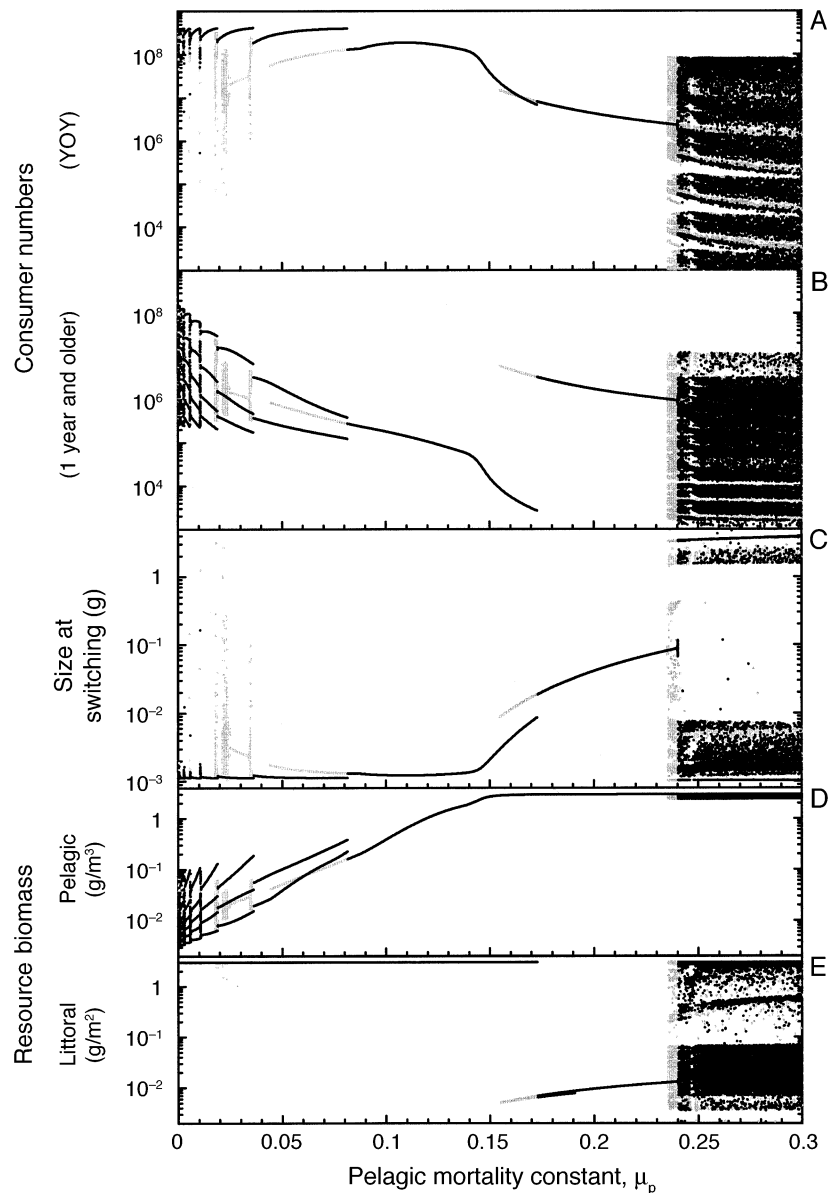 A
10⁸
10⁶
10⁴
Consumer numbers
(YOY)
B
10⁸
10⁶
10⁴
(1 year and older)
C
1
10⁻¹
10⁻²
10⁻³
Size at
switching (g)
D
1
10⁻¹
10⁻²
Resource biomass
Pelagic
(g/m³)
E
1
10⁻¹
10⁻²
Littoral
(g/m²)
0 0.05 0.1 0.15 0.2 0.25 0.3
Pelagic mortality constant, μₚ